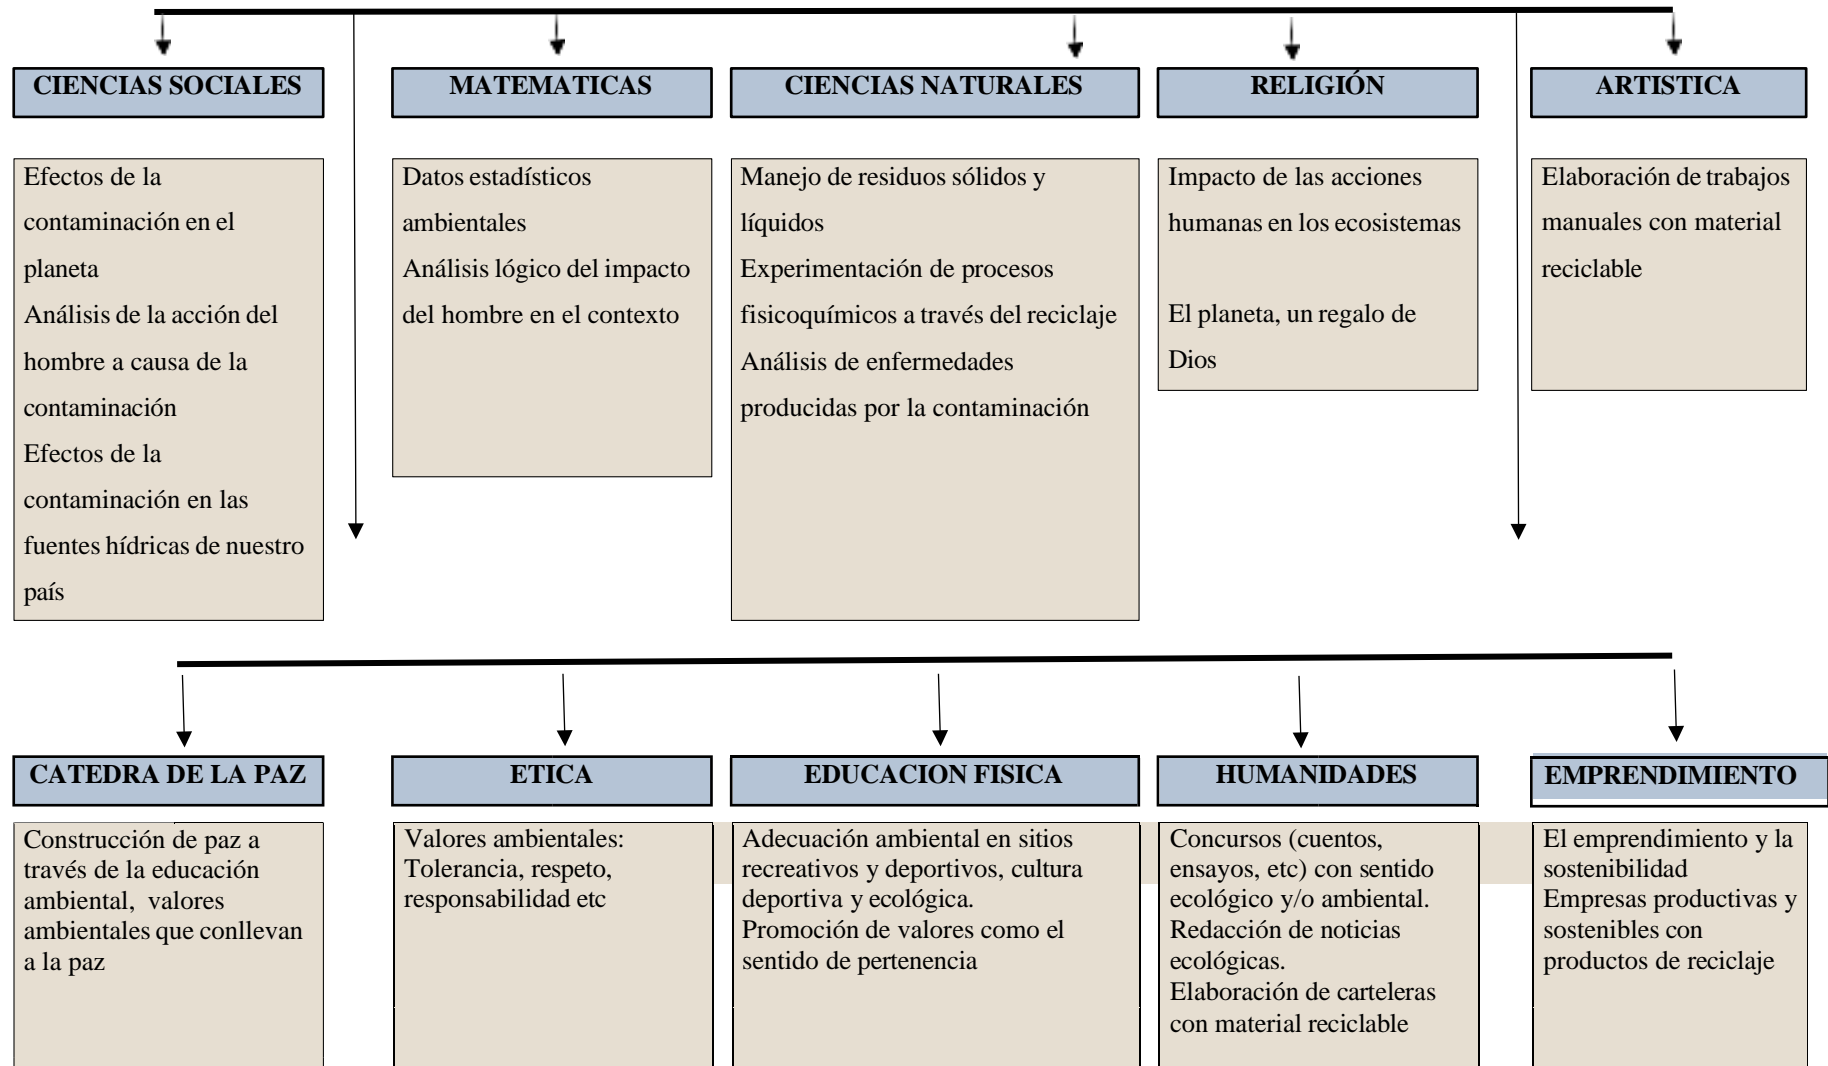 CIENCIAS SOCIALES
Efectos de la
contaminación en el
planeta
Análisis de la acción del
hombre a causa de la
contaminación
Efectos de la
contaminación en las
fuentes hídricas de nuestro
país
MATEMATICAS
Datos estadísticos
ambientales
Análisis lógico del impacto
del hombre en el contexto
CIENCIAS NATURALES
Manejo de residuos sólidos y
líquidos
Experimentación de procesos
fisicoquímicos a través del reciclaje
Análisis de enfermedades
producidas por la contaminación
RELIGIÓN
Impacto de las acciones
humanas en los ecosistemas
El planeta, un regalo de
Dios
ARTISTICA
Elaboración de trabajos
manuales con material
reciclable
CATEDRA DE LA PAZ
Construcción de paz a
través de la educación
ambiental, valores
ambientales que conllevan
a la paz
ETICA
Valores ambientales:
Tolerancia, respeto,
responsabilidad etc
EDUCACION FISICA
Adecuación ambiental en sitios
recreativos y deportivos, cultura
deportiva y ecológica.
Promoción de valores como el
sentido de pertenencia
HUMANIDADES
Concursos (cuentos,
ensayos, etc) con sentido
ecológico y/o ambiental.
Redacción de noticias
ecológicas.
Elaboración de carteleras
con material reciclable
EMPRENDIMIENTO
El emprendimiento y la
sostenibilidad
Empresas productivas y
sostenibles con
productos de reciclaje